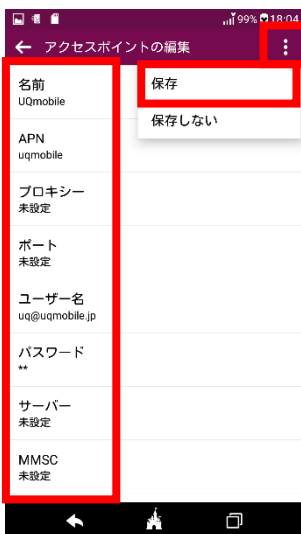 99% 18:04
アクセスポイントの編集
保存
保存しない
名前
UQmobile
APN
uqmobile
プロキシー
未設定
ポート
未設定
ユーザー名
uq@uqmobile.jp
パスワード
**
サーバー
未設定
MMSC
未設定